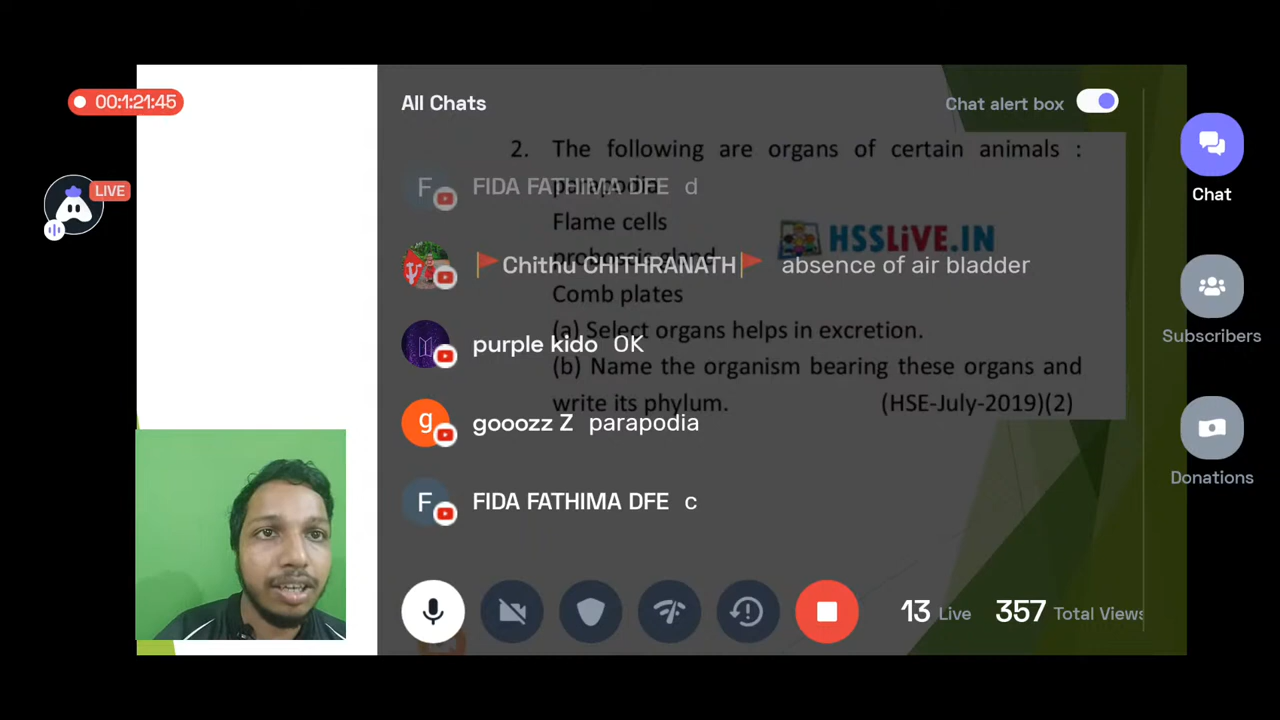 00:1:21:45
All Chats
Chat alert box
2. The following are organs of certain animals :
parapodia
F FIDA FATHIMA DFE d
Flame cells
HSSLiVE.IN
proboscis gland
Chithu CHITHRANATH absence of air bladder
Comb plates
(a) Select organs helps in excretion.
purple kido OK
(b) Name the organism bearing these organs and
write its phylum. (HSE-July-2019)(2)
g gooozz Z parapodia
F FIDA FATHIMA DFE c
13 Live 357 Total Views
LIVE
Chat
Subscribers
Donations